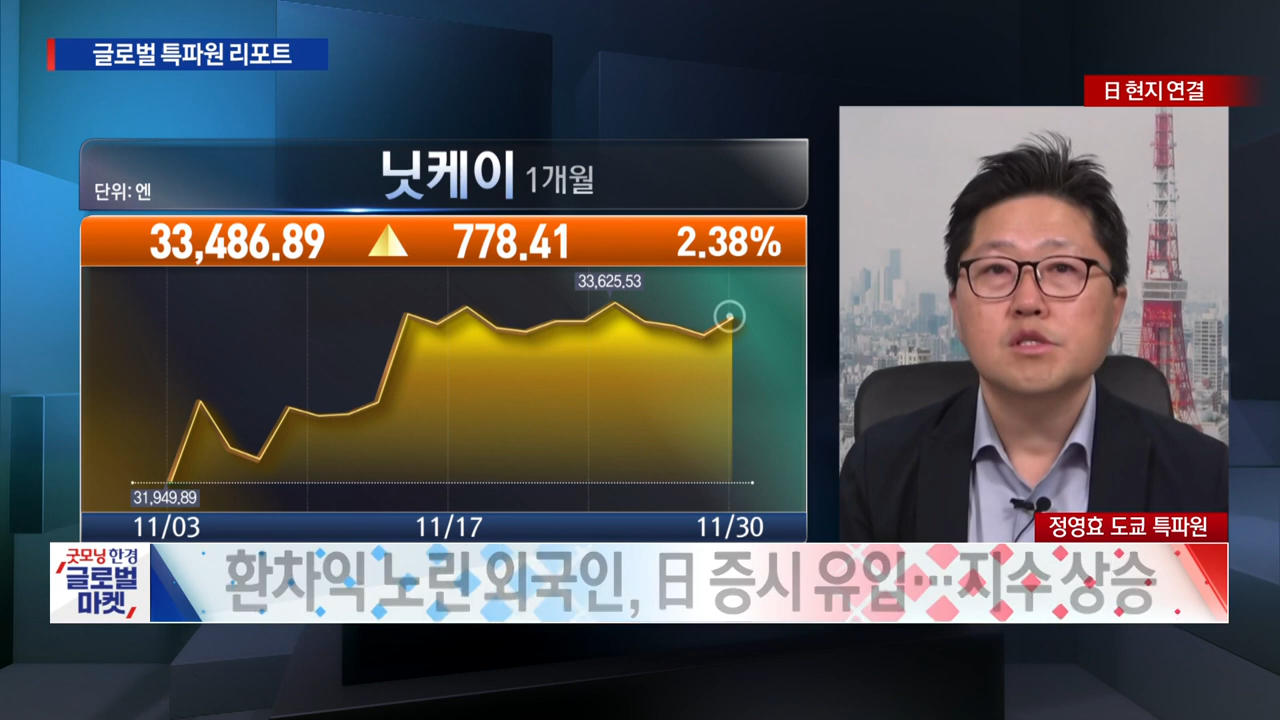 글로벌 특파원 리포트
日 현지 연결
닛케이 1개월
단위: 엔
33,486.89 ▲ 778.41 2.38%
33,625,53
31,949,89
11/03 11/17 11/30
정영효 도쿄 특파원
굿모닝 한경
글로벌
마켓
환차익 노린 외국인, 日 증시 유입…지수 상승